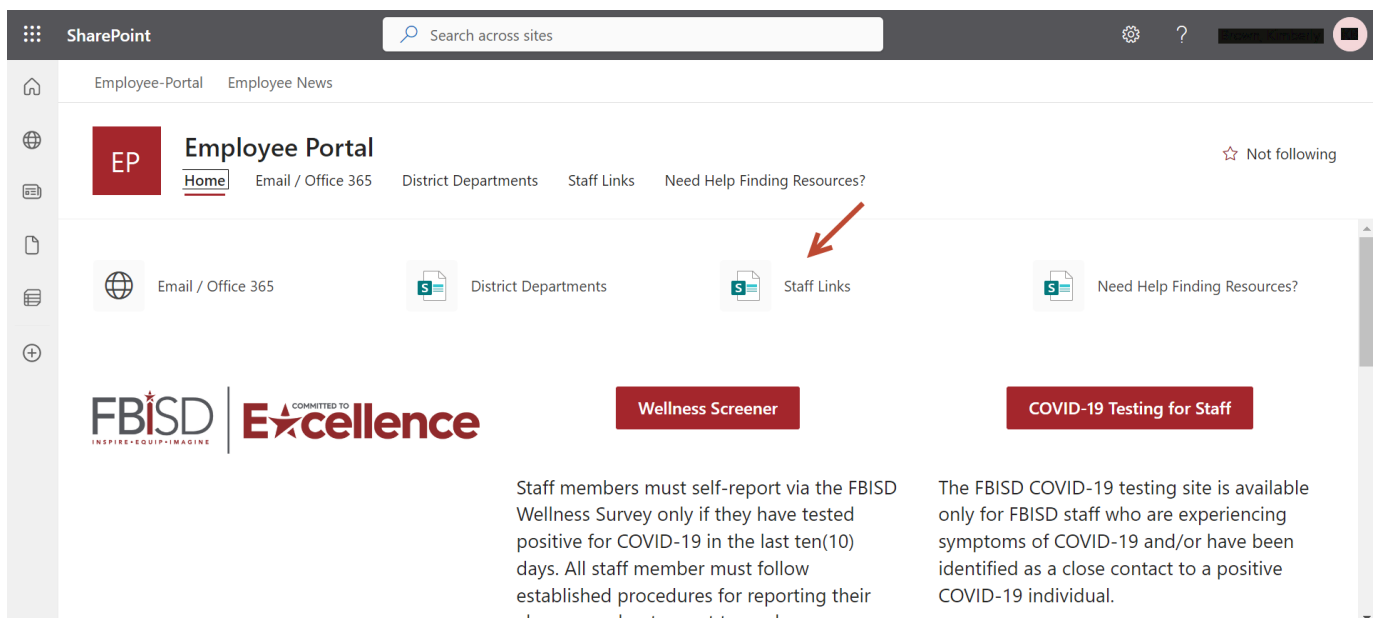 SharePoint
Search across sites
?
Employee-Portal Employee News
EP
Employee Portal
Home Email / Office 365 District Departments Staff Links Need Help Finding Resources?
Not following
Email / Office 365
S District Departments
S Staff Links
S Need Help Finding Resources?
FBISD
INSPIRE•EQUIP•IMAGINE
COMMITTED TO
Excellence
Wellness Screener
Staff members must self-report via the FBISD
Wellness Survey only if they have tested
positive for COVID-19 in the last ten(10)
days. All staff member must follow
established procedures for reporting their
COVID-19 Testing for Staff
The FBISD COVID-19 testing site is available
only for FBISD staff who are experiencing
symptoms of COVID-19 and/or have been
identified as a close contact to a positive
COVID-19 individual.